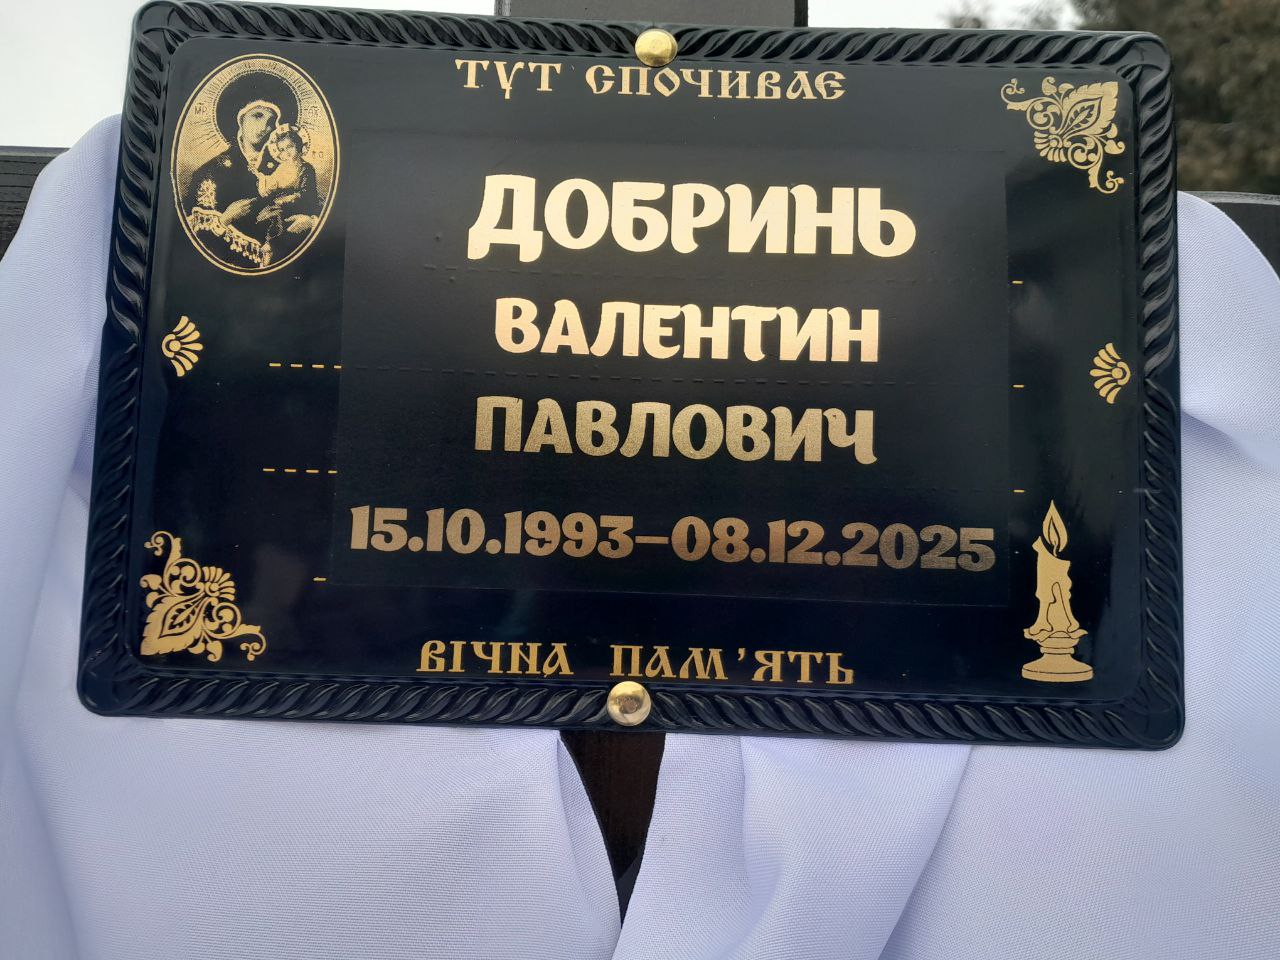 ТУТ СПОЧИВАЄ
ДОБРИНЬ
ВАЛЕНТИН
ПАВЛОВИЧ
15.10.1993–08.12.2025
ВІЧНА ПАМ'ЯТЬ